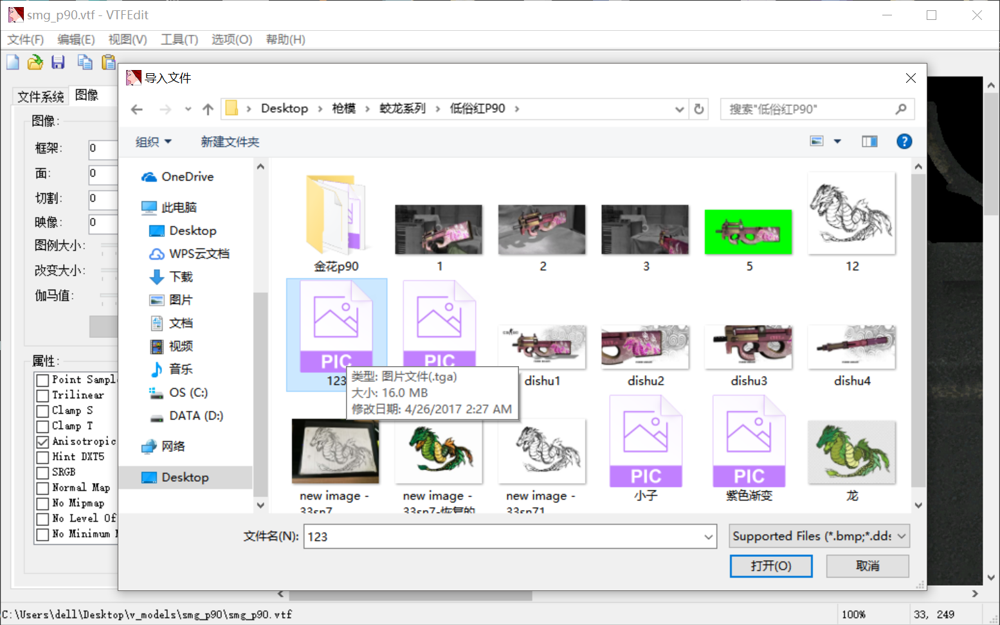 smg_p90.vtf - VTFEdit
文件(F) 编辑(E) 视图(V) 工具(T) 选项(O) 帮助(H)
导入文件
文件系统 图像
Desktop 枪模 蛟龙系列 低俗红P90
搜索"低俗红P90"
组织 新建文件夹
图像:
框架: 0
面: 0
切割: 0
映像: 0
图例大小:
改变大小:
伽马值:
属性:
Point Sampl
Trilinear
Clamp S
Clamp T
Anisotropic
Hint DXT5
SRGB
Normal Map
No Mipmap
No Level Of
No Minimum M
OneDrive
此电脑
Desktop
WPS云文档
下载
图片
文档
视频
音乐
OS (C:)
DATA (D:)
网络
Desktop
金花p90
1
2
3
5
12
PIC
123
PIC
dishu1
dishu2
dishu3
dishu4
类型: 图片文件(.tga)
大小: 16.0 MB
修改日期: 4/26/2017 2:27 AM
new image -
33sn7
new image -
33sn7-恢复的
new image -
33sn71
PIC
小子
PIC
紫色渐变
龙
文件名(N): 123
Supported Files (*.bmp;*.dds
打开(O) 取消
C:\Users\dell\Desktop\v_models\smg_p90\smg_p90.vtf
100%
33, 249